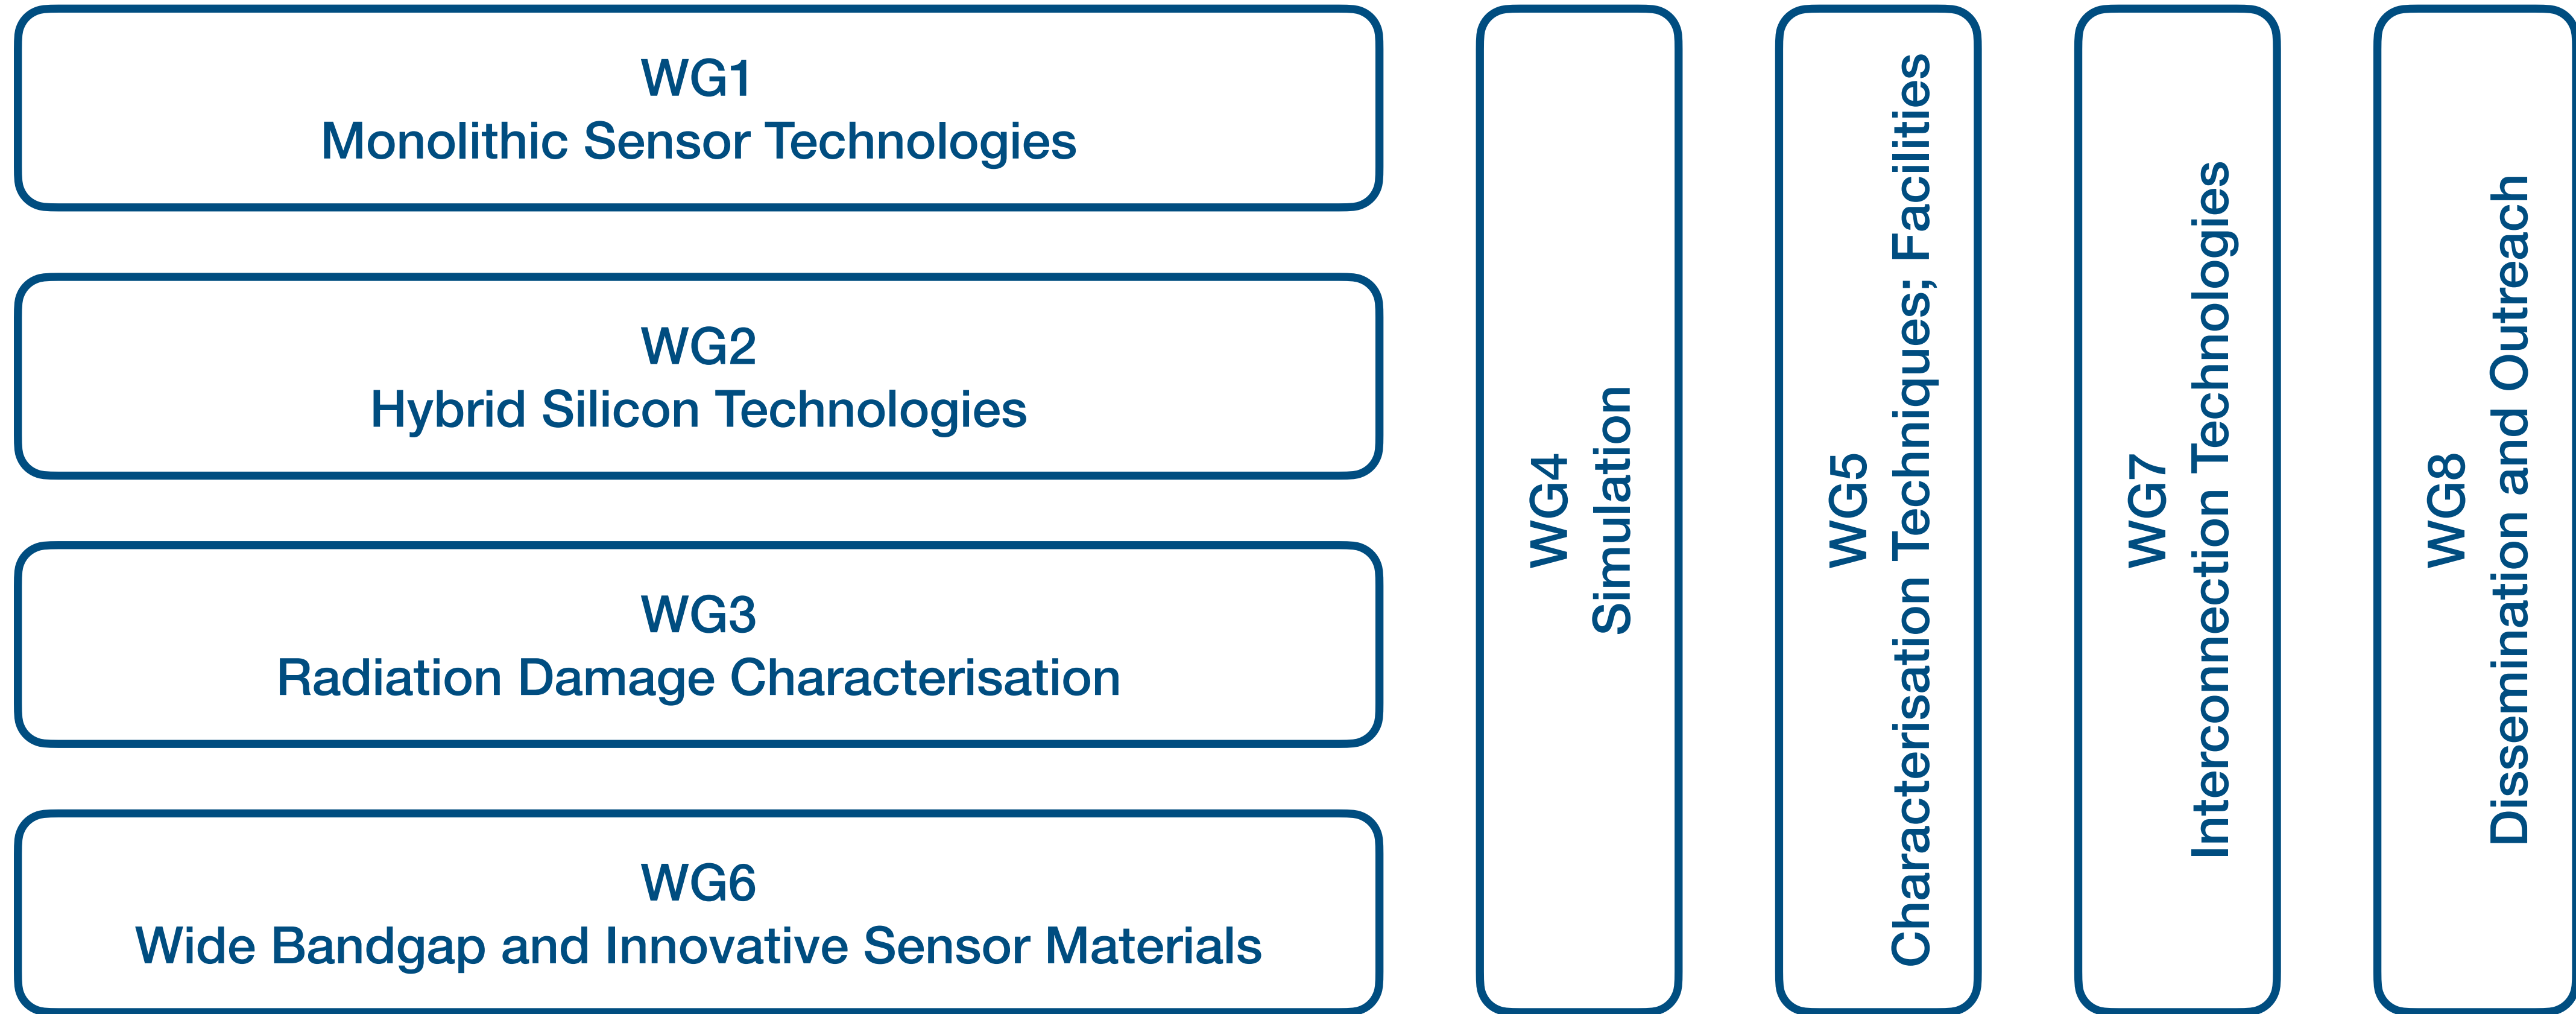 WG1
Monolithic Sensor Technologies
WG2
Hybrid Silicon Technologies
WG3
Radiation Damage Characterisation
WG6
Wide Bandgap and Innovative Sensor Materials
WG4
Simulation
WG5
Characterisation Techniques; Facilities
WG7
Interconnection Technologies
WG8
Dissemination and Outreach